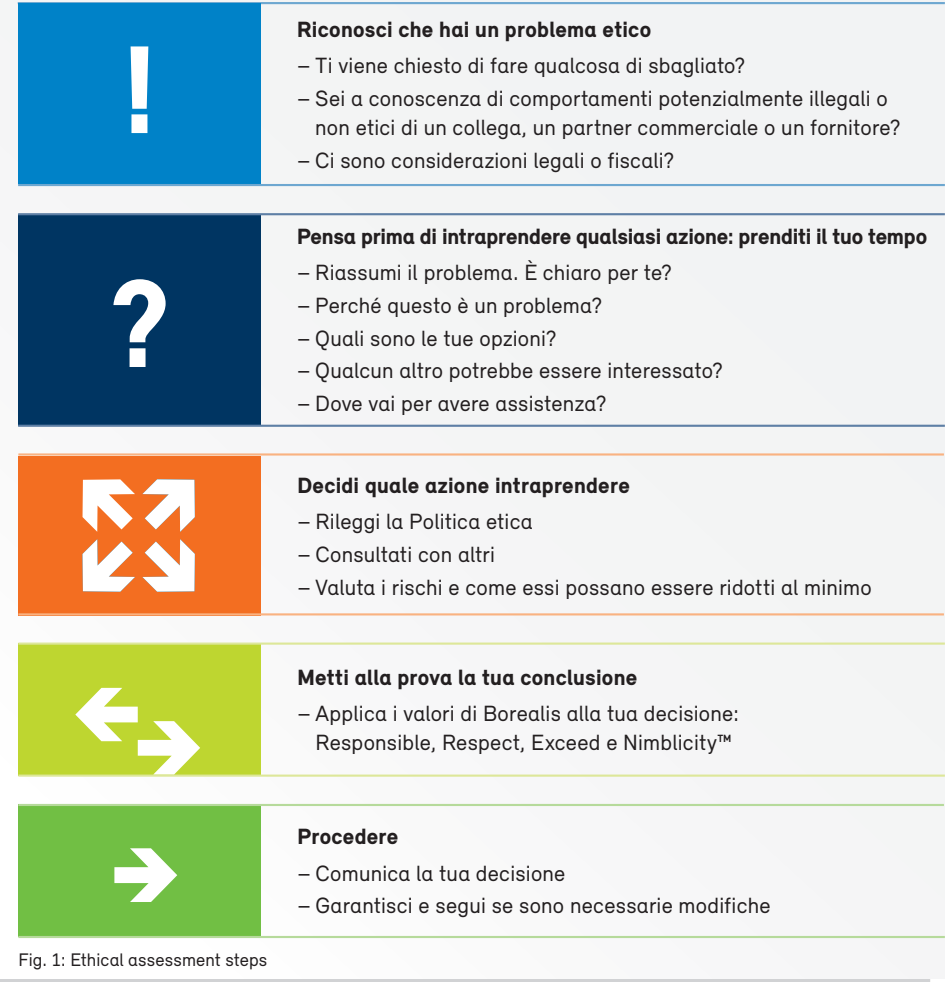 !
Riconosci che hai un problema etico
– Ti viene chiesto di fare qualcosa di sbagliato?
– Sei a conoscenza di comportamenti potenzialmente illegali o
non etici di un collega, un partner commerciale o un fornitore?
– Ci sono considerazioni legali o fiscali?
?
Pensa prima di intraprendere qualsiasi azione: prenditi il tuo tempo
– Riassumi il problema. È chiaro per te?
– Perché questo è un problema?
– Quali sono le tue opzioni?
– Qualcun altro potrebbe essere interessato?
– Dove vai per avere assistenza?
Decidi quale azione intraprendere
– Rileggi la Politica etica
– Consultati con altri
– Valuta i rischi e come essi possano essere ridotti al minimo
Metti alla prova la tua conclusione
– Applica i valori di Borealis alla tua decisione:
Responsible, Respect, Exceed e Nimblicity™
Procedere
– Comunica la tua decisione
– Garantisci e segui se sono necessarie modifiche
Fig. 1: Ethical assessment steps